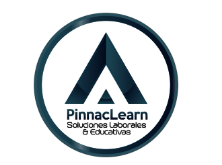 PinnacLearn
Soluciones Laborales
& Educativas